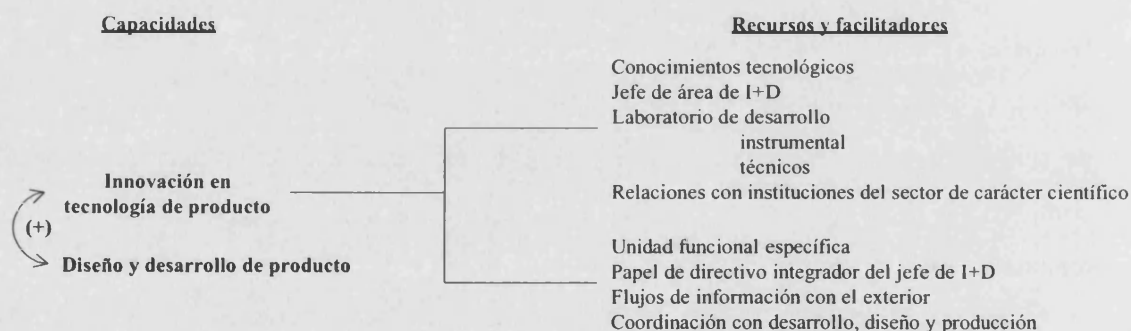 Capacidades
Recursos y facilitadores
Conocimientos tecnológicos
Jefe de área de I+D
Laboratorio de desarrollo
instrumental
técnicos
Relaciones con instituciones del sector de carácter científico
Innovación en
tecnología de producto
(+)
Diseño y desarrollo de producto
Unidad funcional específica
Papel de directivo integrador del jefe de I+D
Flujos de información con el exterior
Coordinación con desarrollo, diseño y producción